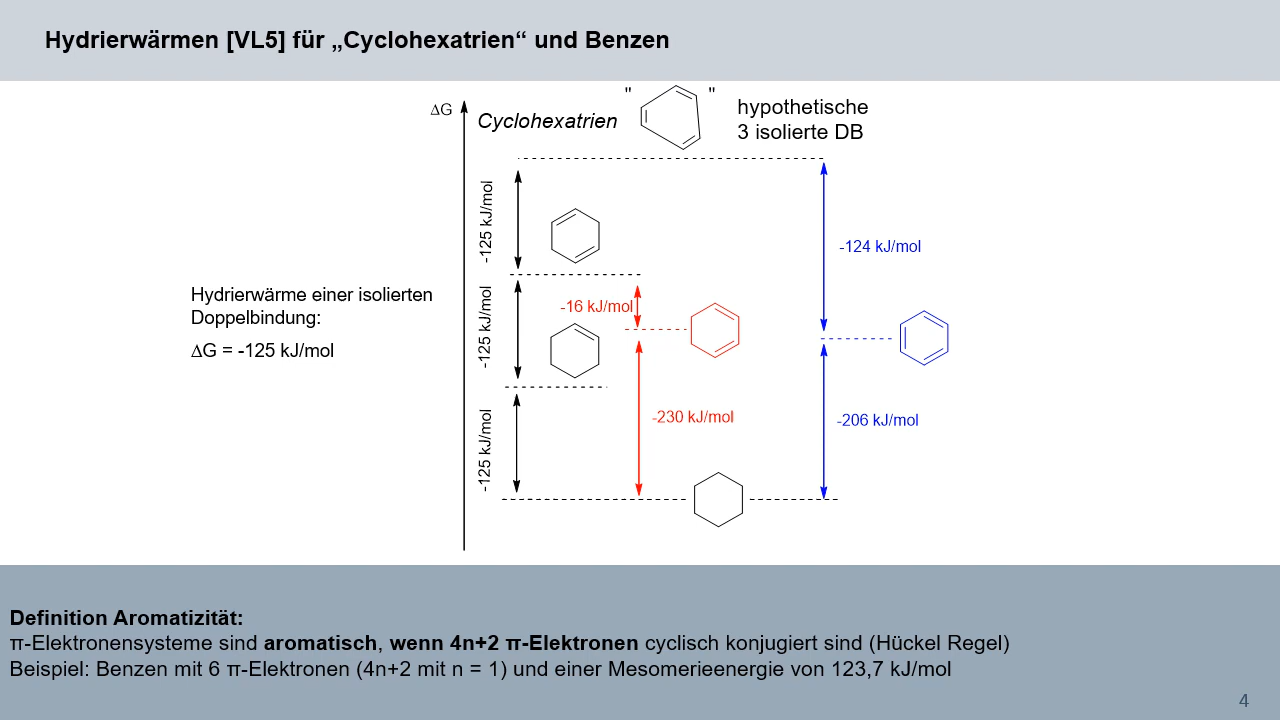 Hydrierwärmen [VL5] für „Cyclohexatrien“ und Benzen
ΔG
Cyclohexatrien
" "
hypothetische
3 isolierte DB
-125 kJ/mol
-124 kJ/mol
Hydrierwärme einer isolierten
Doppelbindung:
ΔG = -125 kJ/mol
-125 kJ/mol
-16 kJ/mol
-125 kJ/mol
-230 kJ/mol
-206 kJ/mol
Definition Aromatizität:
π-Elektronensysteme sind aromatisch, wenn 4n+2 π-Elektronen cyclisch konjugiert sind (Hückel Regel)
Beispiel: Benzen mit 6 π-Elektronen (4n+2 mit n = 1) und einer Mesomerieenergie von 123,7 kJ/mol
4